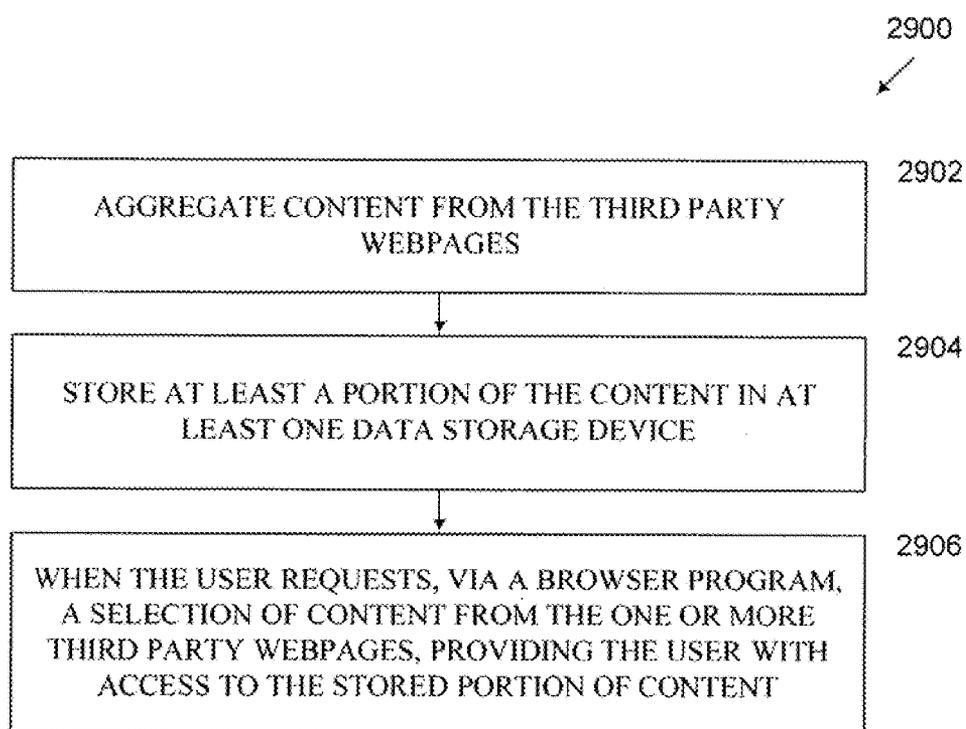 2900
2902
AGGREGATE CONTENT FROM THE THIRD PARTY
WEBPAGES
2904
STORE AT LEAST A PORTION OF THE CONTENT IN AT
LEAST ONE DATA STORAGE DEVICE
2906
WHEN THE USER REQUESTS, VIA A BROWSER PROGRAM,
A SELECTION OF CONTENT FROM THE ONE OR MORE
THIRD PARTY WEBPAGES, PROVIDING THE USER WITH
ACCESS TO THE STORED PORTION OF CONTENT